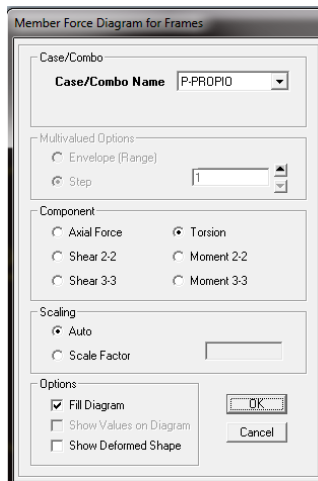 Member Force Diagram for Frames
Case/Combo
Case/Combo Name P-PROPIO
Multivalued Options
Envelope (Range)
Step 1
Component
Axial Force Torsion
Shear 2-2 Moment 2-2
Shear 3-3 Moment 3-3
Scaling
Auto
Scale Factor
Options
Fill Diagram OK
Show Values on Diagram
Cancel
Show Deformed Shape